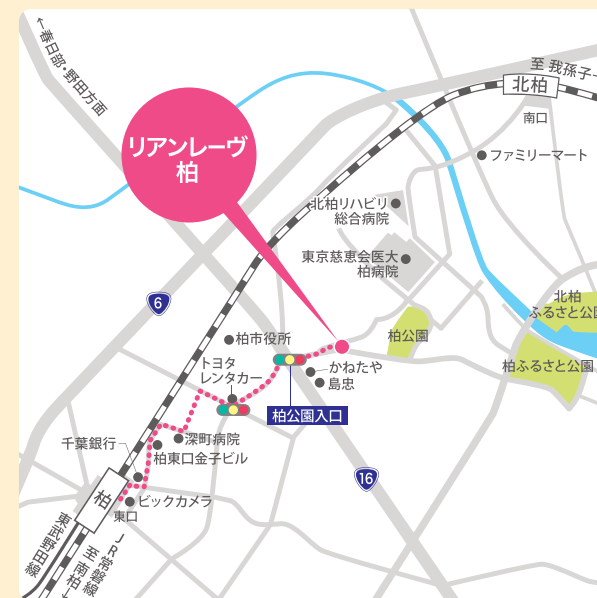 ←春日部・野田方面
至 我孫子→
北柏
南口
ファミリーマート
リアンレーヴ
柏
北柏リハビリ
総合病院
東京慈恵会医大
柏病院
北柏
ふるさと公園
6
柏市役所
柏公園
トヨタ
レンタカー
かねたや
島忠
柏ふるさと公園
柏公園入口
千葉銀行
深町病院
柏東口金子ビル
16
柏
ビックカメラ
東口
東武野田線
JR常磐線
至 南柏←